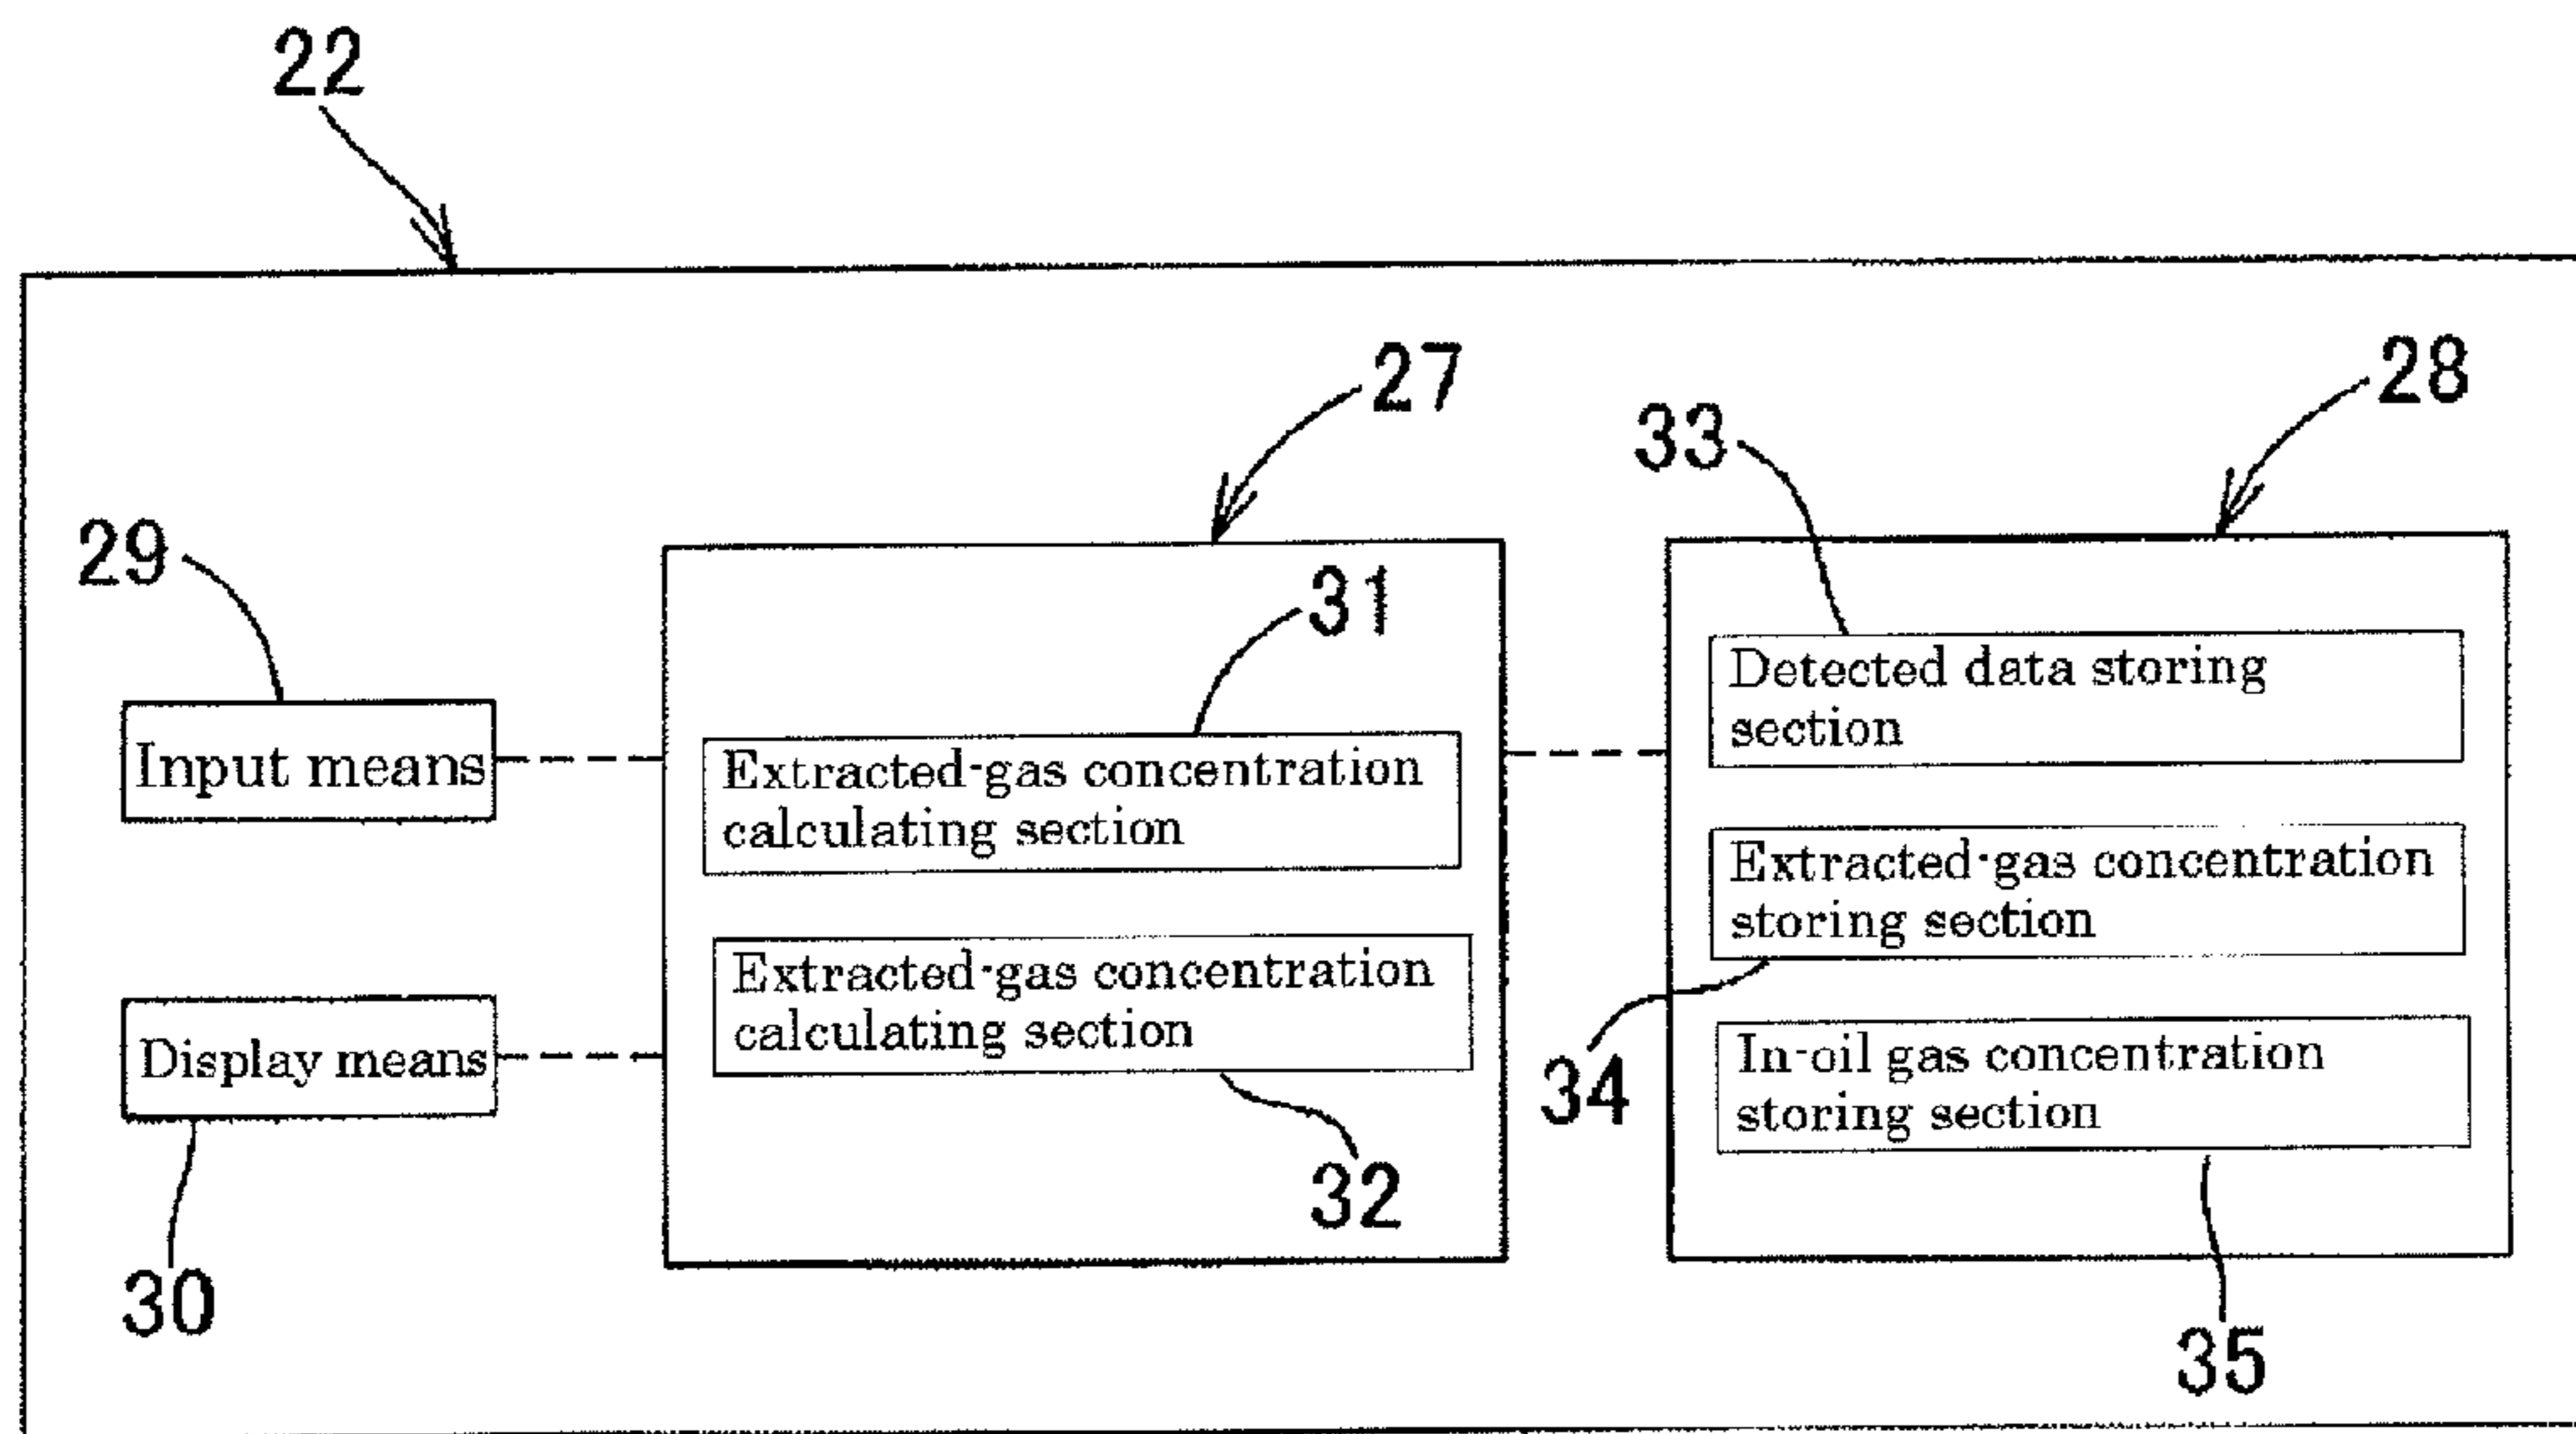 22
27
28
33
29
31
Detected data storing
section
Input means
Extracted-gas concentration
calculating section
Extracted-gas concentration
storing section
Extracted-gas concentration
calculating section
Display means
In-oil gas concentration
storing section
34
32
30
35